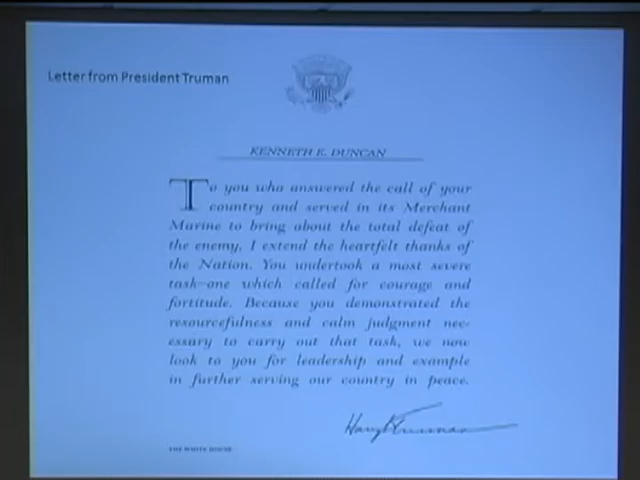 Letter from President Truman
KENNETH E. DUNCAN
To you who answered the call of your
country and served in its Merchant
Marine to bring about the total defeat of
the enemy, I extend the heartfelt thanks of
the Nation. You undertook a most severe
task—one which called for courage and
fortitude. Because you demonstrated the
resourcefulness and calm judgment nec-
essary to carry out that task, we now
look to you for leadership and example
in further serving our country in peace.
Harry Truman
THE WHITE HOUSE